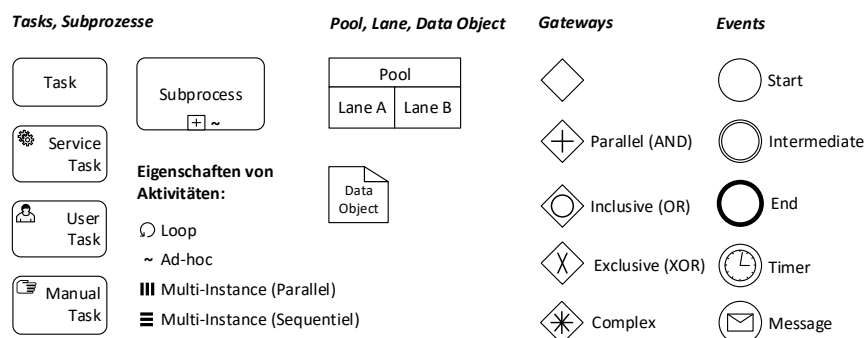 Tasks, Subprozesse
Pool, Lane, Data Object
Gateways
Events
Task
Service
Task
User
Task
Manual
Task
Subprocess
~
Eigenschaften von
Aktivitäten:
Loop
~ Ad-hoc
Multi-Instance (Parallel)
Multi-Instance (Sequentiel)
Pool
Lane A
Lane B
Data
Object
Parallel (AND)
Inclusive (OR)
X
Exclusive (XOR)
Complex
Start
Intermediate
End
Timer
Message